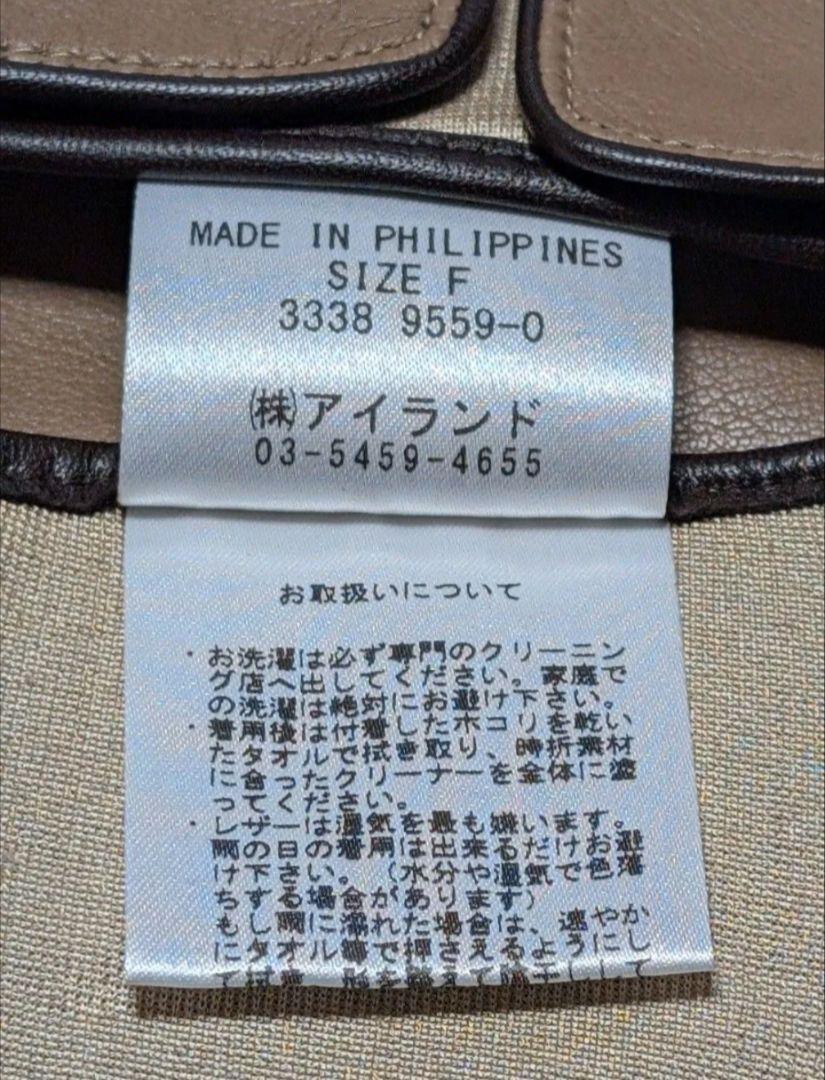 MADE IN PHILIPPINES
SIZE F
3338 9559-0
㈱アイランド
03-5459-4655
お取扱いについて
・お洗濯は必ず専門のクリーニン
グ店へ出してください。家庭で
の洗濯は絶対にお避け下さい。
・着用後は付着したホコリを乾い
たタオルで拭き取り、時折素材
に合ったクリーナーを全体に塗
ってください。
・レザーは湿気を最も嫌います。
雨の日の着用は出来るだけお避
け下さい。(水分や湿気で色落
ちする場合があります)
もし雨に濡れた場合は、速やか
にタオル等で押さえるようにして